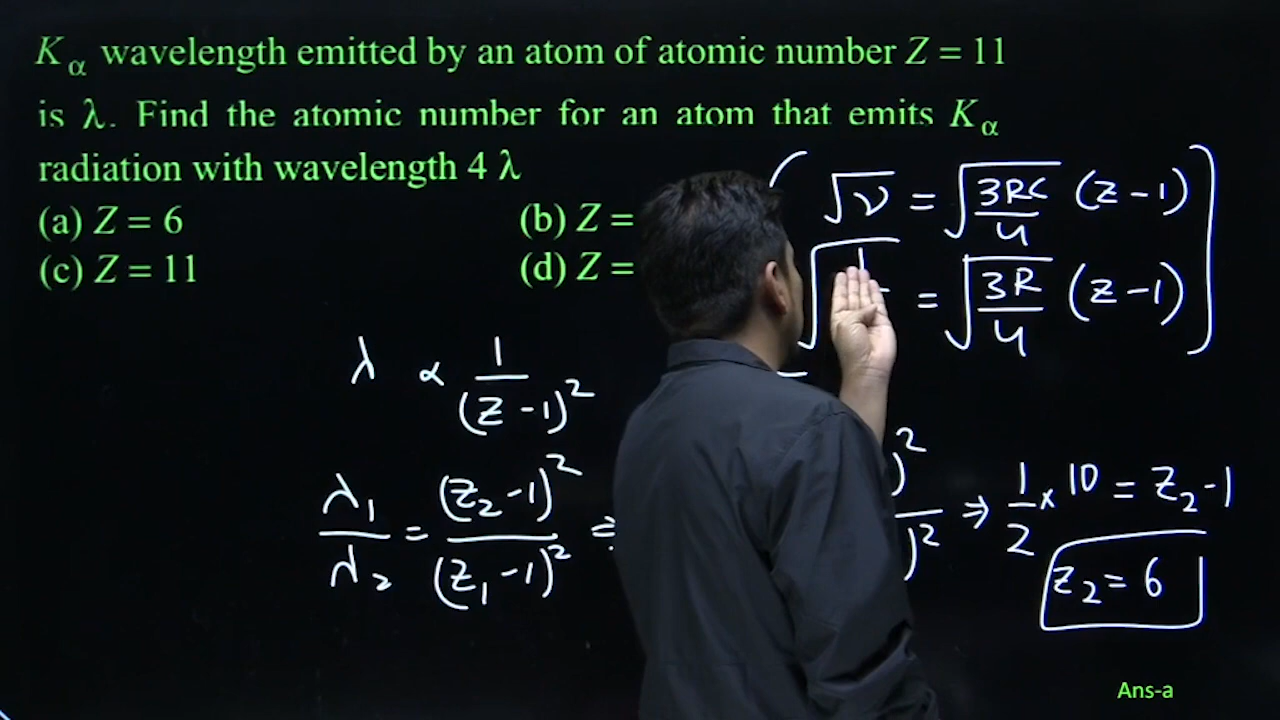 K α wavelength emitted by an atom of atomic number Z = 11
is λ. Find the atomic number for an atom that emits K α
radiation with wavelength 4 λ
(a) Z = 6 (b) Z =
(c) Z = 11 (d) Z =
√ν = √(3RC/4) (Z-1)
= √(3R/4) (Z-1)
λ ∝ 1/(Z-1)²
λ₁/λ₂ = (Z₂-1)²/(Z₁-1)² ⇒ )²/)² ⇒ 1/2 × 10 = Z₂-1
Z₂ = 6
Ans-a